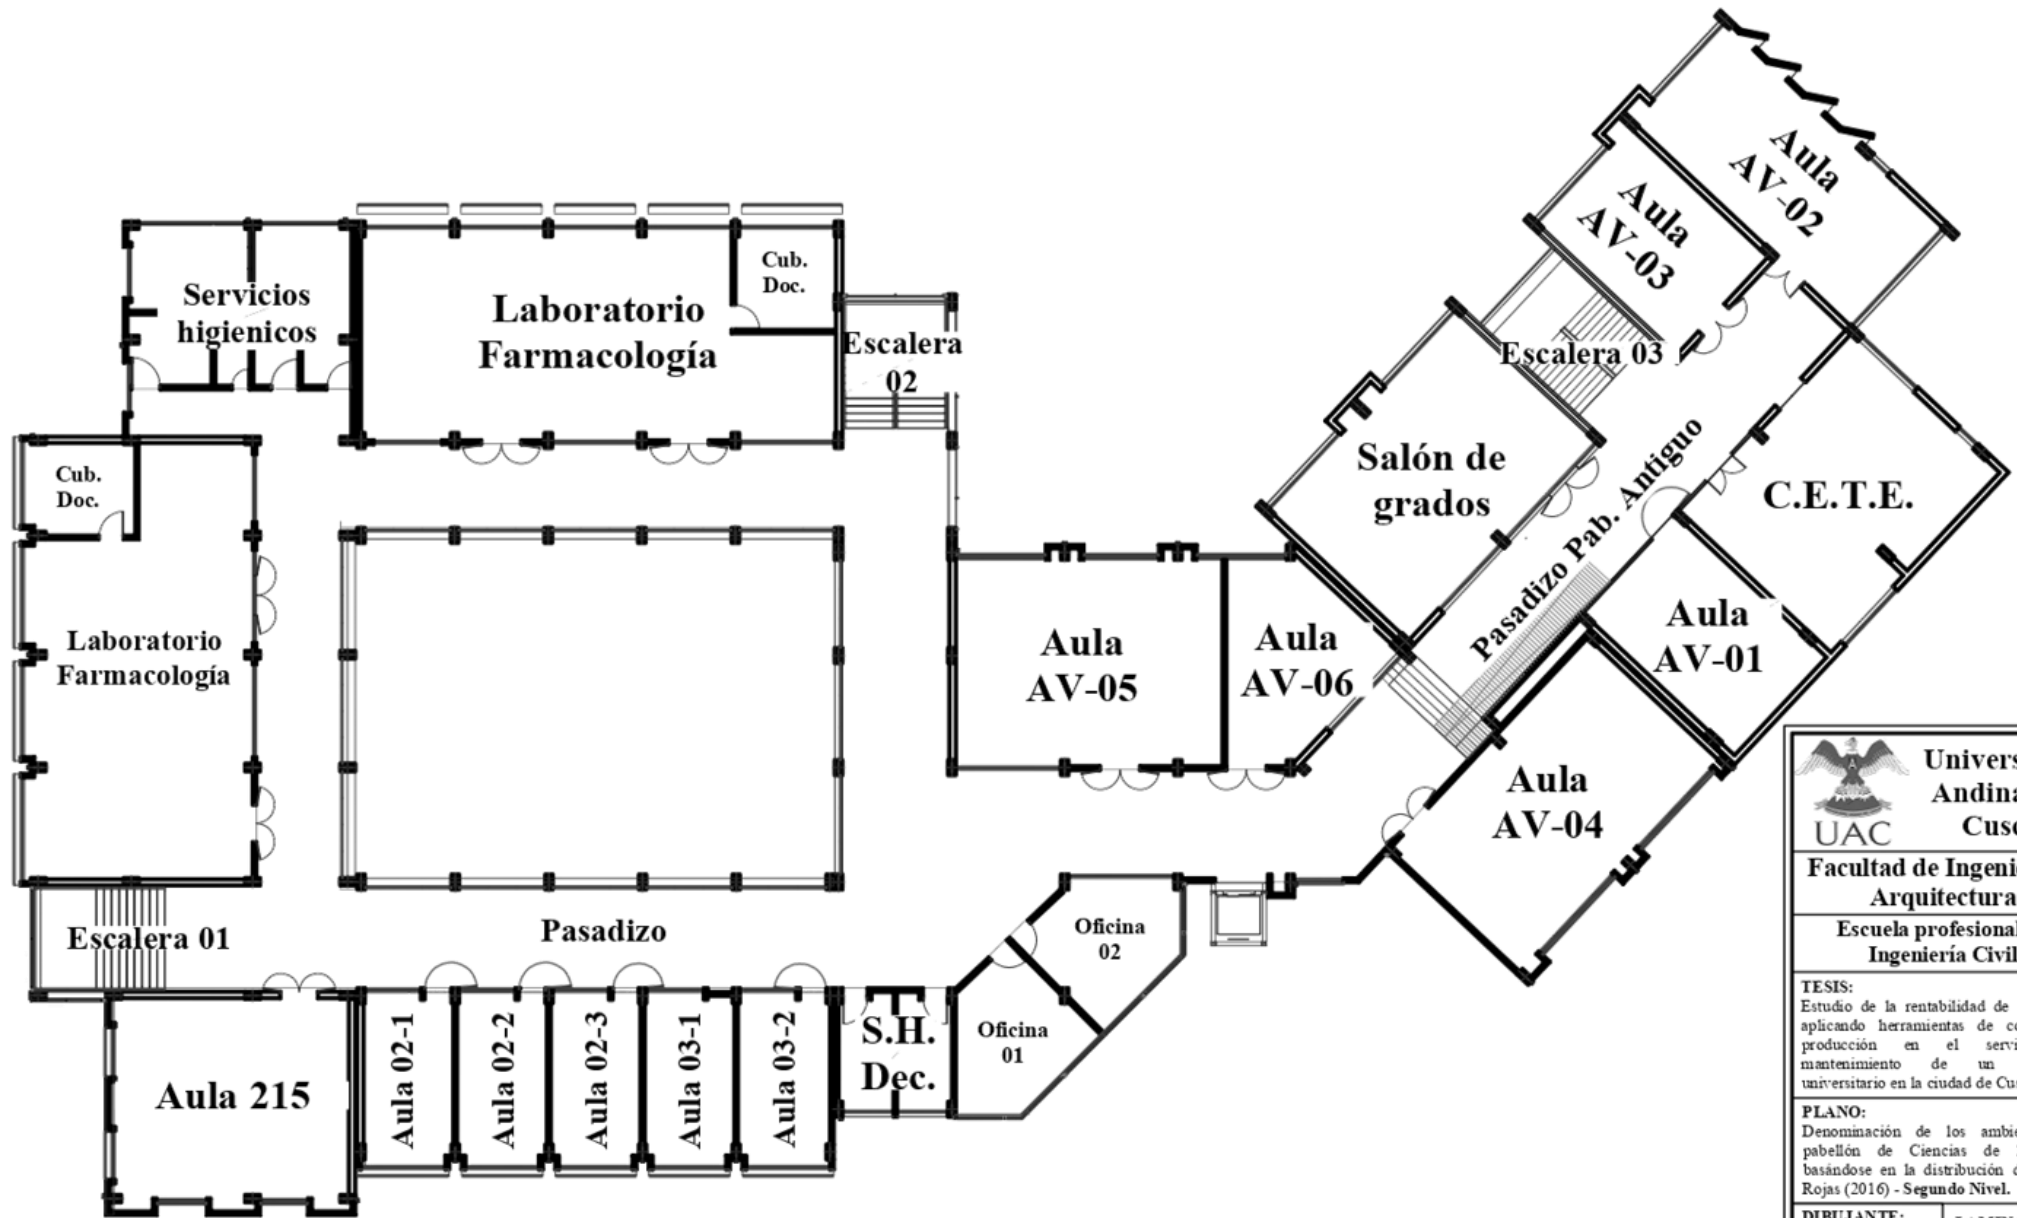 Aula
AV-02
Aula
AV-03
Servicios
higienicos
Laboratorio
Farmacología
Cub.
Doc.
Escalera
02
Escalera 03
Salón de
grados
Pasadizo Pab. Antiguo
C.E.T.E.
Cub.
Doc.
Laboratorio
Farmacología
Aula
AV-05
Aula
AV-06
Aula
AV-01
Aula
AV-04
Escalera 01
Pasadizo
Oficina
02
Oficina
01
S.H.
Dec.
Aula 215
Aula 02-1
Aula 02-2
Aula 02-3
Aula 03-1
Aula 03-2
UAC
Univers
Andina
Cusc
Facultad de Ingeni
Arquitectura
Escuela profesional
Ingeniería Civil
TESIS:
Estudio de la rentabilidad de
aplicando herramientas de co
producción en el servi
mantenimiento de un
universitario en la ciudad de Cu
PLANO:
Denominación de los ambie
pabellón de Ciencias de
basándose en la distribución d
Rojas (2016) - Segundo Nivel.
DIBUJANTE: